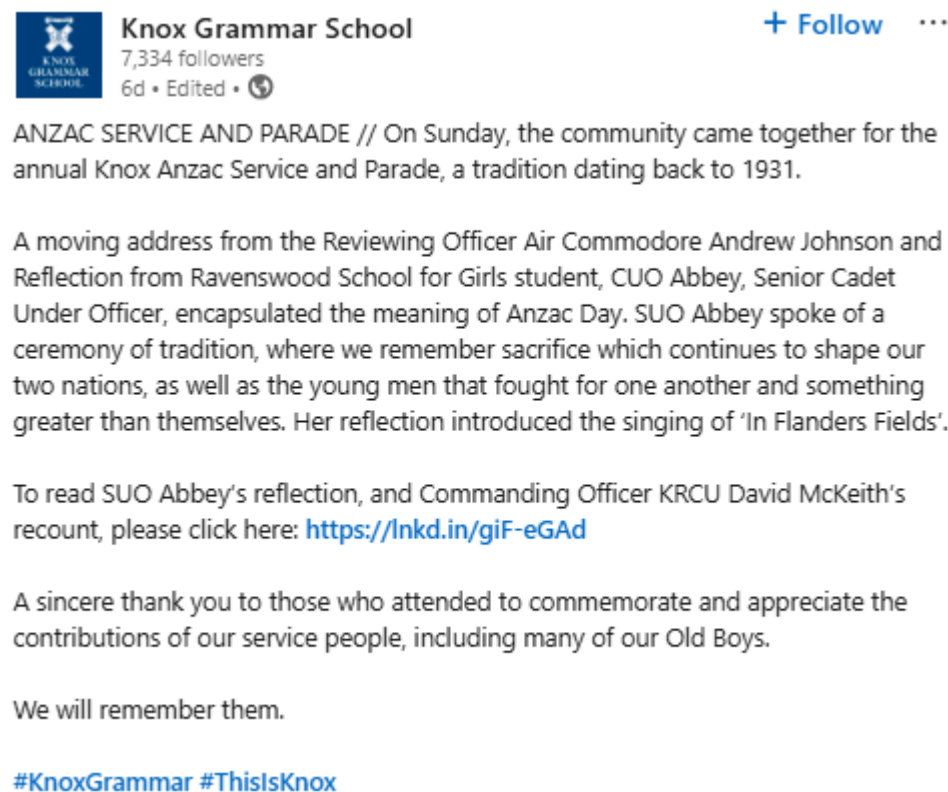 KNOX
GRAMMAR
SCHOOL
Knox Grammar School
7,334 followers
6d • Edited •
+ Follow ...
ANZAC SERVICE AND PARADE // On Sunday, the community came together for the
annual Knox Anzac Service and Parade, a tradition dating back to 1931.
A moving address from the Reviewing Officer Air Commodore Andrew Johnson and
Reflection from Ravenswood School for Girls student, CUO Abbey, Senior Cadet
Under Officer, encapsulated the meaning of Anzac Day. SUO Abbey spoke of a
ceremony of tradition, where we remember sacrifice which continues to shape our
two nations, as well as the young men that fought for one another and something
greater than themselves. Her reflection introduced the singing of ‘In Flanders Fields’.
To read SUO Abbey’s reflection, and Commanding Officer KRCU David McKeith’s
recount, please click here: https://lnkd.in/giF-eGAd
A sincere thank you to those who attended to commemorate and appreciate the
contributions of our service people, including many of our Old Boys.
We will remember them.
#KnoxGrammar #ThisIsKnox